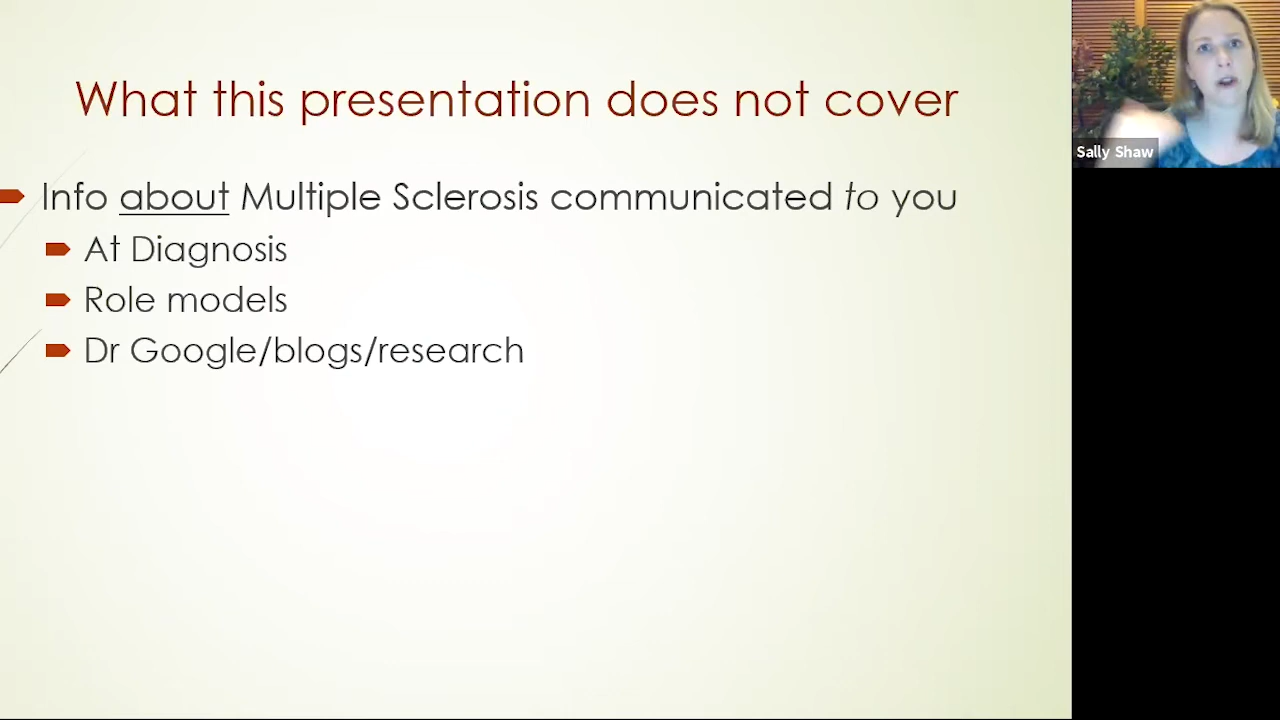 What this presentation does not cover
Info about Multiple Sclerosis communicated to you
At Diagnosis
Role models
Dr Google/blogs/research
Sally Shaw